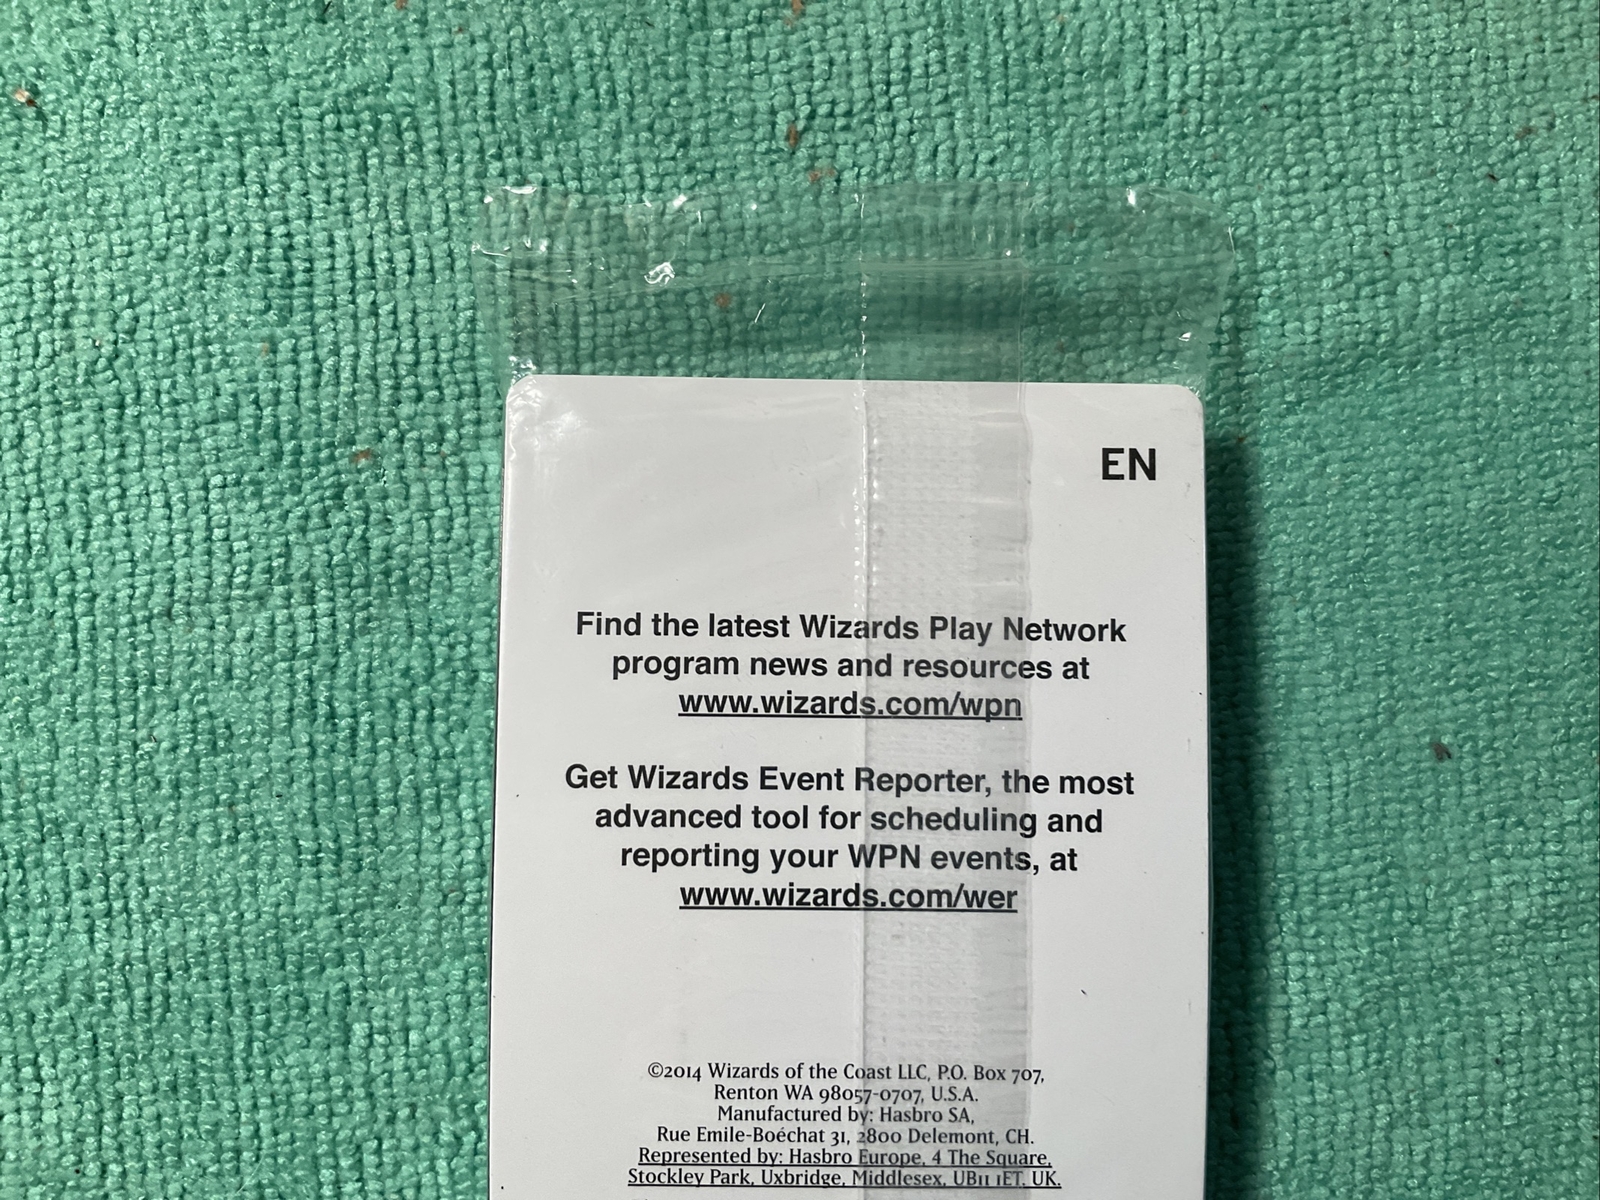 EN
Find the latest Wizards Play Network
program news and resources at
www.wizards.com/wpn
Get Wizards Event Reporter, the most
advanced tool for scheduling and
reporting your WPN events, at
www.wizards.com/wer
©2014 Wizards of the Coast LLC, P.O. Box 707,
Renton WA 98057-0707, U.S.A.
Manufactured by: Hasbro SA,
Rue Emile-Boéchat 31, 2800 Delemont, CH.
Represented by: Hasbro Europe, 4 The Square,
Stockley Park, Uxbridge, Middlesex, UB11 1ET, UK.